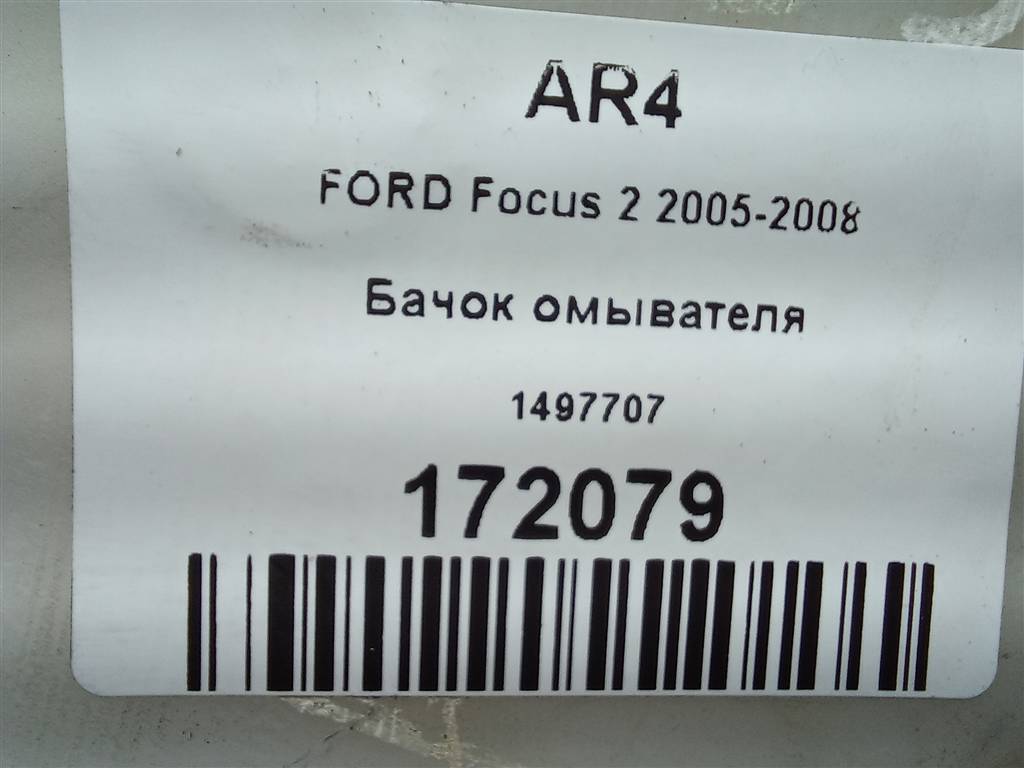 AR4
FORD Focus 2 2005-2008
Бачок омывателя
1497707
172079